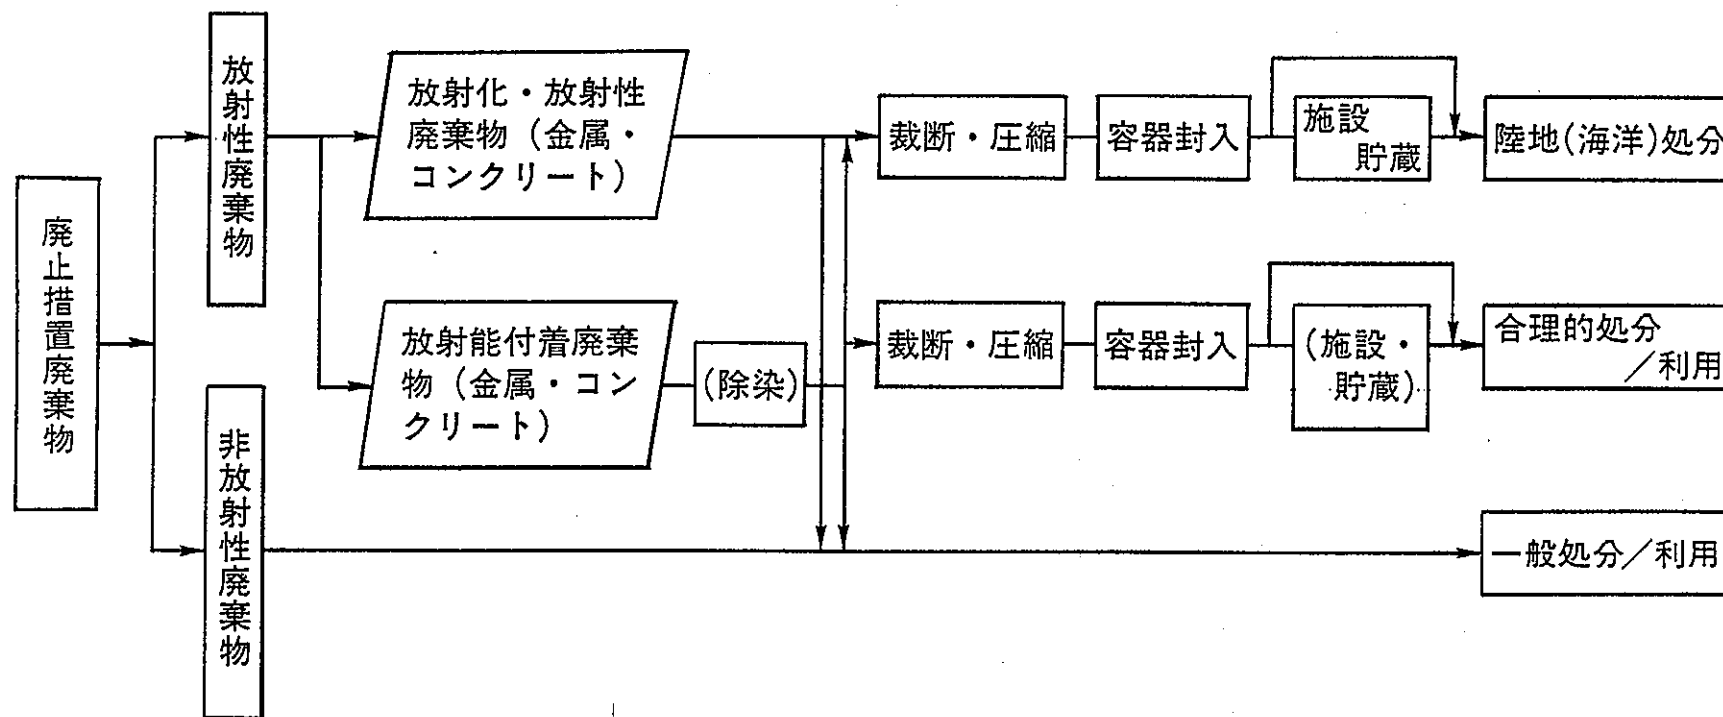 廃止措置廃棄物
放射性廃棄物
非放射性廃棄物
放射化・放射性
廃棄物（金属・
コンクリート）
放射能付着廃棄
物（金属・コン
クリート）
（除染）
裁断・圧縮
容器封入
施設
貯蔵
陸地（海洋）処分
裁断・圧縮
容器封入
（施設・
貯蔵）
合理的処分
／利用
一般処分／利用